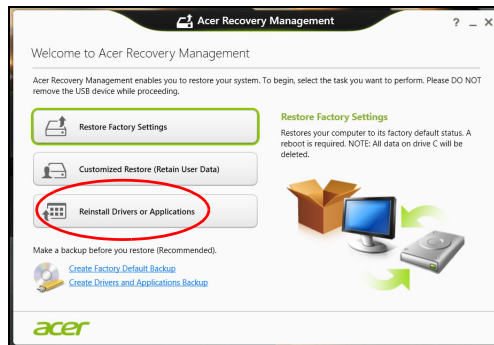 Acer Recovery Management
Welcome to Acer Recovery Management
Acer Recovery Management enables you to restore your system. To begin, select the task you want to perform. Please DO NOT
remove the USB device while proceeding.
Restore Factory Settings
Customized Restore (Retain User Data)
Reinstall Drivers or Applications
Restore Factory Settings
Restores your computer to its factory default status. A
reboot is required. NOTE: All data on drive C will be
deleted.
Make a backup before you restore (Recommended).
Create Factory Default Backup
Create Drivers and Applications Backup
acer